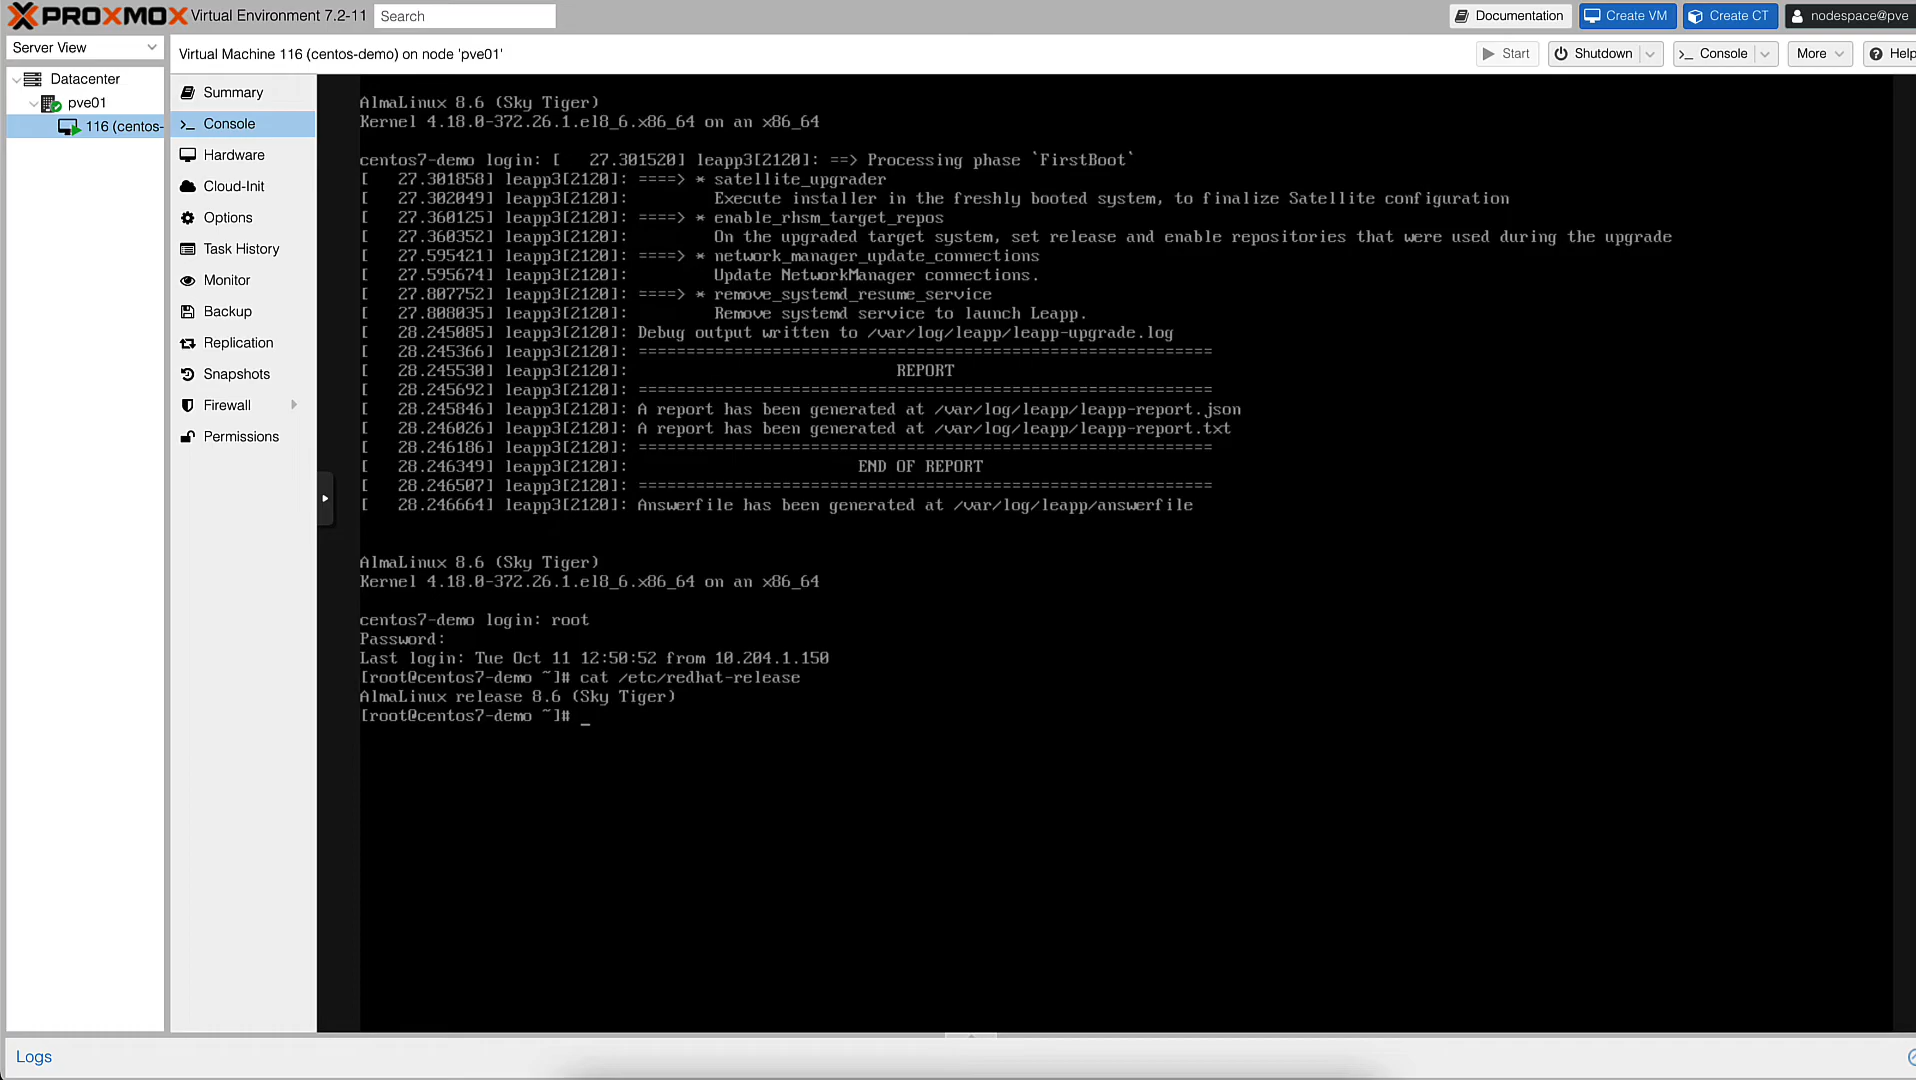 PROXMOX Virtual Environment 7.2-11 Search Documentation Create VM Create CT nodespace@pve
Server View
Virtual Machine 116 (centos-demo) on node 'pve01' Start Shutdown Console More Help
Datacenter
pve01
116 (centos-
Summary
Console
Hardware
Cloud-Init
Options
Task History
Monitor
Backup
Replication
Snapshots
Firewall
Permissions
AlmaLinux 8.6 (Sky Tiger)
Kernel 4.18.0-372.26.1.el8_6.x86_64 on an x86_64
centos7-demo login: [   27.301520] leapp3[2120]: ==> Processing phase `FirstBoot`
[   27.301858] leapp3[2120]: ====> * satellite_upgrader
[   27.302049] leapp3[2120]:         Execute installer in the freshly booted system, to finalize Satellite configuration
[   27.360125] leapp3[2120]: ====> * enable_rhsm_target_repos
[   27.360352] leapp3[2120]:         On the upgraded target system, set release and enable repositories that were used during the upgrade
[   27.595421] leapp3[2120]: ====> * network_manager_update_connections
[   27.595674] leapp3[2120]:         Update NetworkManager connections.
[   27.807752] leapp3[2120]: ====> * remove_systemd_resume_service
[   27.808035] leapp3[2120]:         Remove systemd service to launch Leapp.
[   28.245085] leapp3[2120]: Debug output written to /var/log/leapp/leapp-upgrade.log
[   28.245366] leapp3[2120]: ============================================================
[   28.245530] leapp3[2120]:                            REPORT
[   28.245692] leapp3[2120]: ============================================================
[   28.245846] leapp3[2120]: A report has been generated at /var/log/leapp/leapp-report.json
[   28.246026] leapp3[2120]: A report has been generated at /var/log/leapp/leapp-report.txt
[   28.246186] leapp3[2120]: ============================================================
[   28.246349] leapp3[2120]:                        END OF REPORT
[   28.246507] leapp3[2120]: ============================================================
[   28.246664] leapp3[2120]: Answerfile has been generated at /var/log/leapp/answerfile
AlmaLinux 8.6 (Sky Tiger)
Kernel 4.18.0-372.26.1.el8_6.x86_64 on an x86_64
centos7-demo login: root
Password:
Last login: Tue Oct 11 12:50:52 from 10.204.1.150
[root@centos7-demo ~]# cat /etc/redhat-release
AlmaLinux release 8.6 (Sky Tiger)
[root@centos7-demo ~]# _
Logs